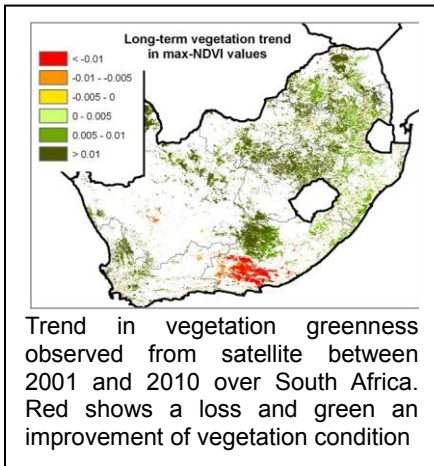 Long-term vegetation trend
in max-NDVI values
< -0.01
-0.01 - -0.005
-0.005 - 0
0 - 0.005
0.005 - 0.01
> 0.01
Trend in vegetation greenness
observed from satellite between
2001 and 2010 over South Africa.
Red shows a loss and green an
improvement of vegetation condition